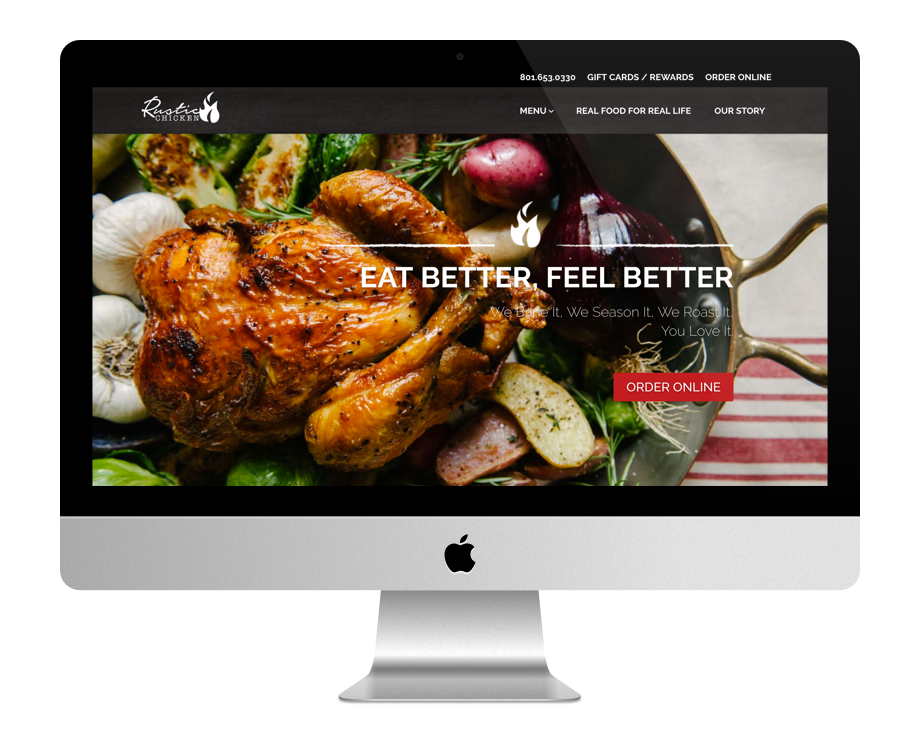 801.653.0330 GIFT CARDS / REWARDS ORDER ONLINE
Rustic
CHICKEN
MENU REAL FOOD FOR REAL LIFE OUR STORY
EAT BETTER, FEEL BETTER
We Brine It, We Season It, We Roast It,
You Love It.
ORDER ONLINE